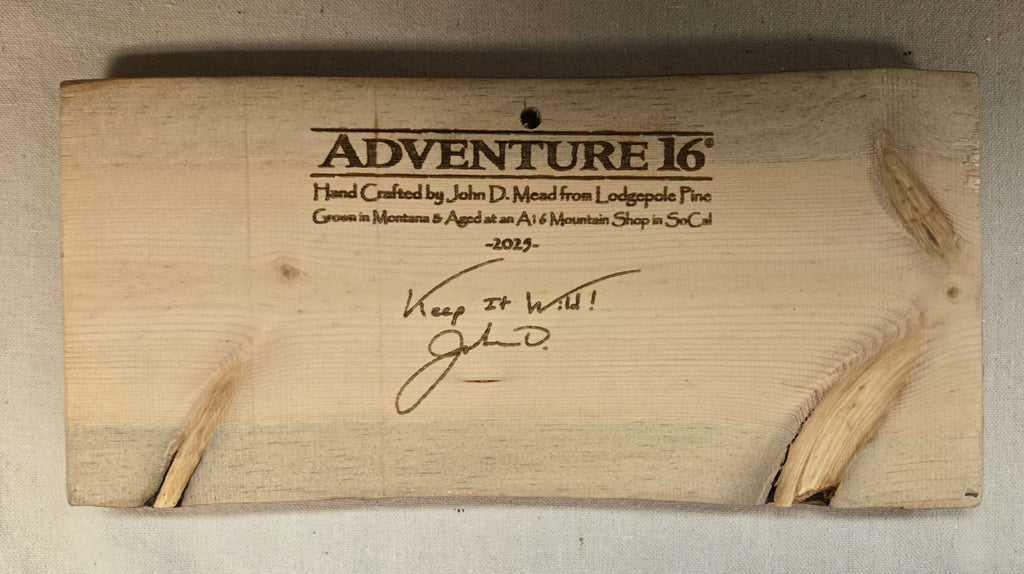 ADVENTURE 16®
Hand Crafted by John D. Mead from Lodgepole Pine
Grown in Montana & Aged at an A16 Mountain Shop in SoCal
-2025-
Keep It Wild!
John D.